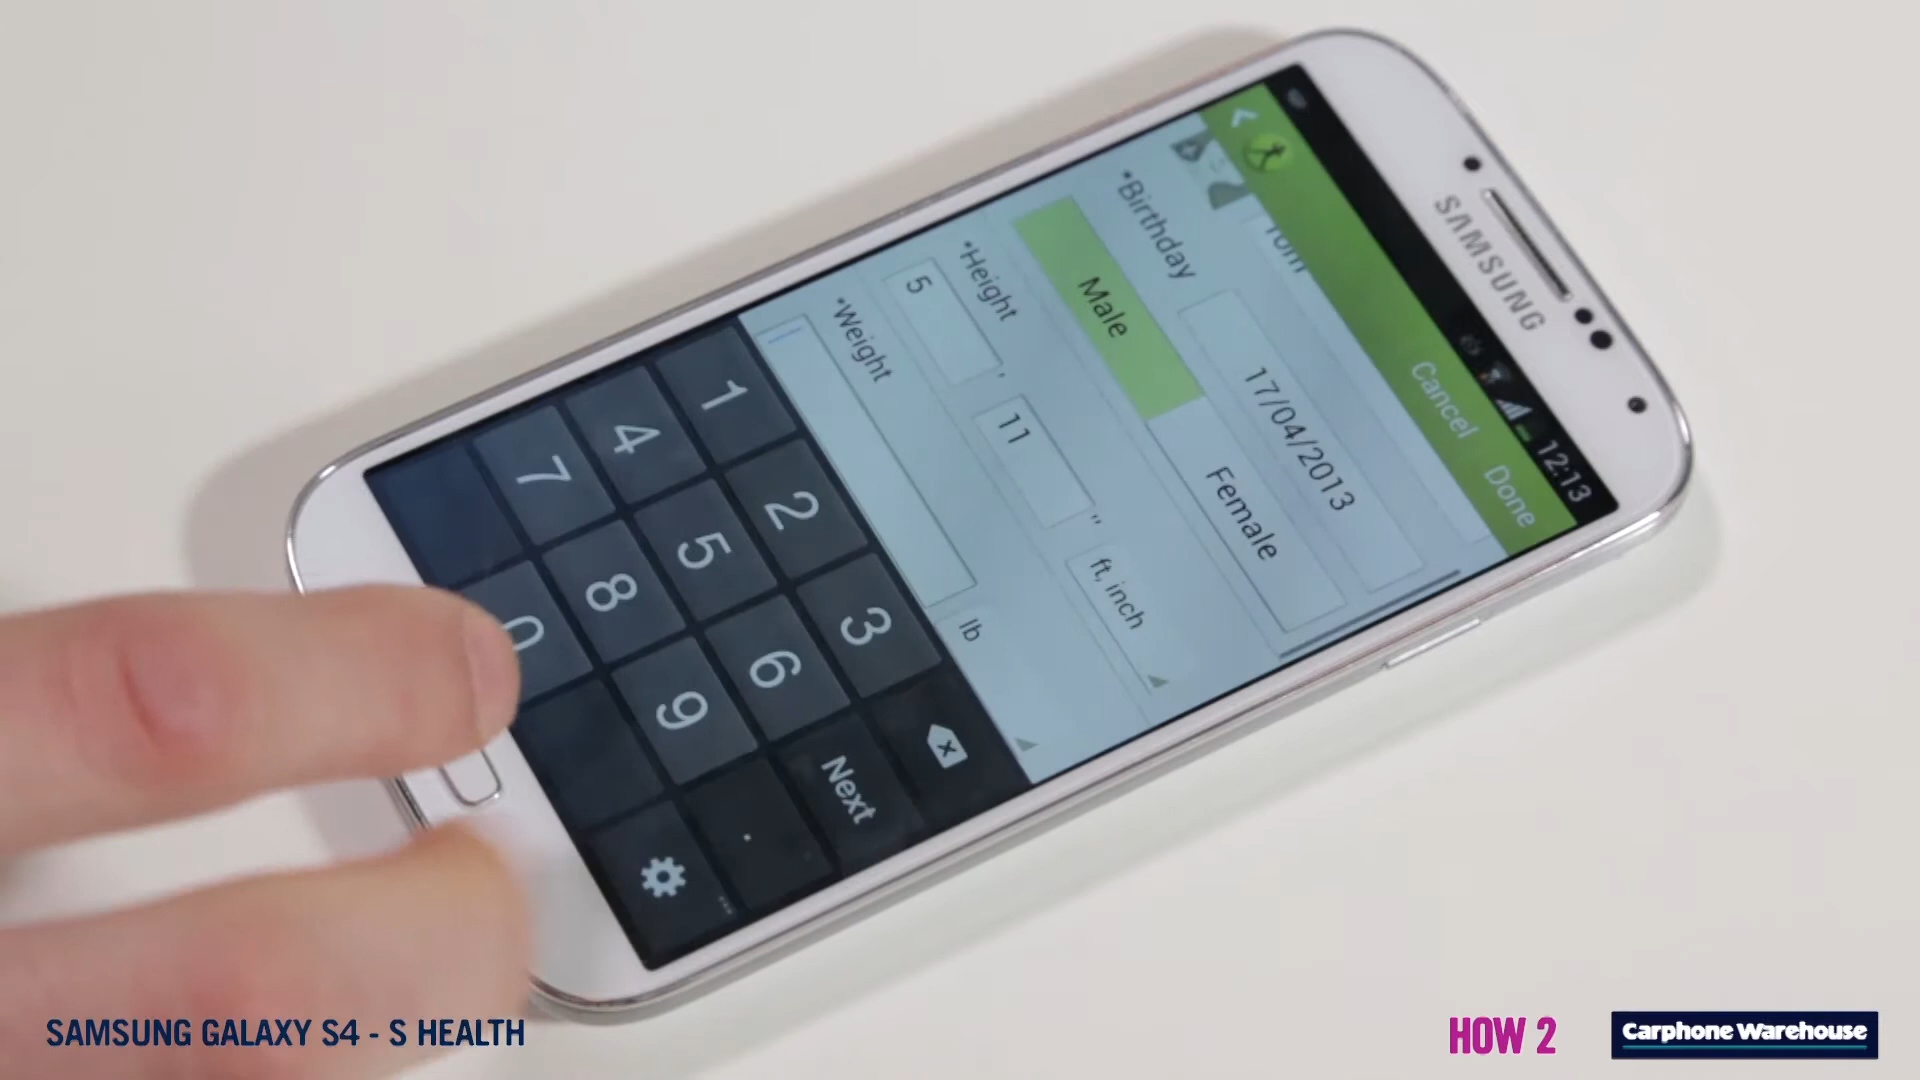 SAMSUNG
12:13
Cancel
Done
Tom
*Birthday
17/04/2013
Male
Female
*Height
5 ' 11 " ft, inch
*Weight
lb
1 2 3
4 5 6 Next
7 8 9 .
0
SAMSUNG GALAXY S4 - S HEALTH
HOW 2
Carphone Warehouse